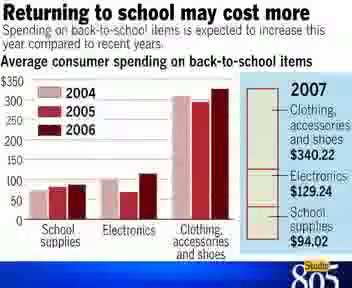 Returning to school may cost more
Spending on back-to-school items is expected to increase this
year compared to recent years.
Average consumer spending on back-to-school items
$350
300
250
200
150
100
50
0
2004
2005
2006
School
supplies
Electronics
Clothing,
accessories
and shoes
2007
Clothing,
accessories
and shoes
$340.22
Electronics
$129.24
School
supplies
$94.02
Studio
805